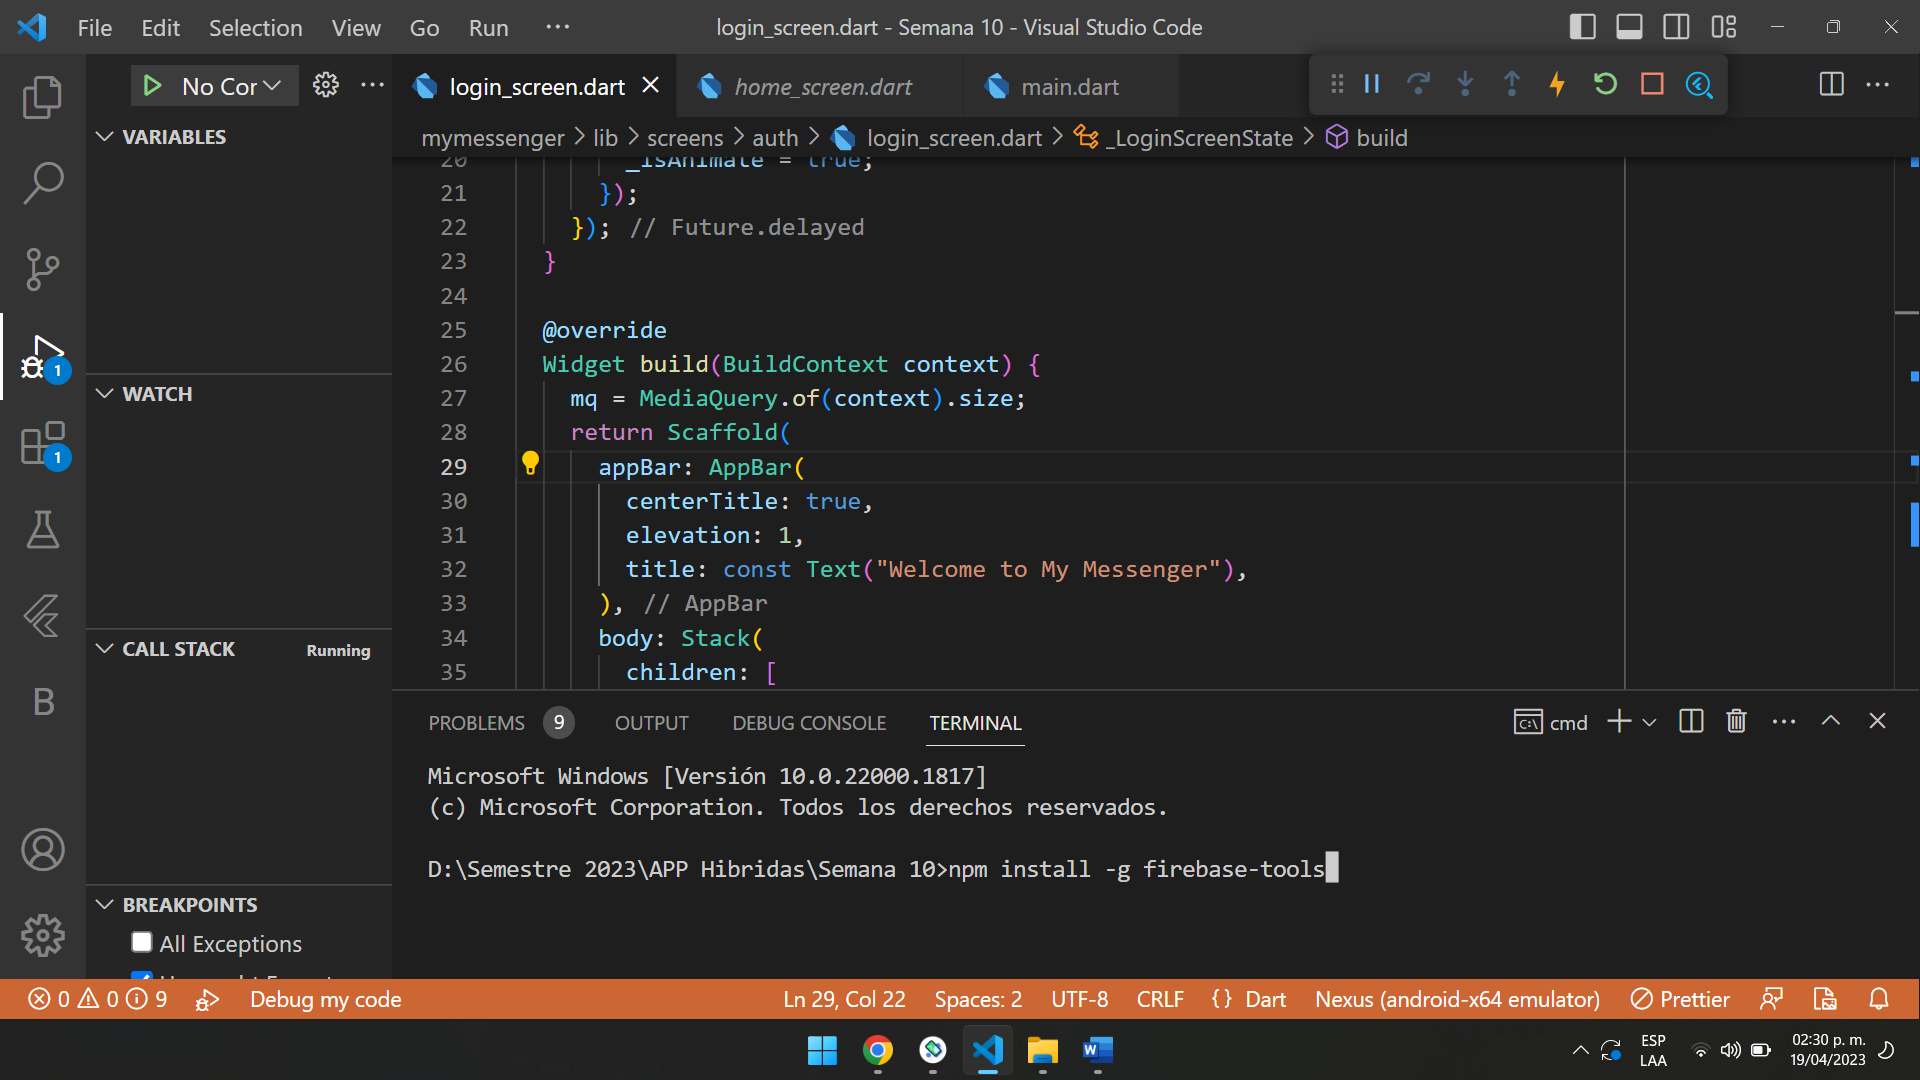 File Edit Selection View Go Run ··· login_screen.dart - Semana 10 - Visual Studio Code
No Cor ··· login_screen.dart home_screen.dart main.dart ···
VARIABLES
mymessenger > lib > screens > auth > login_screen.dart > _LoginScreenState > build
20 _isAnimate = true;
21 });
22 }); // Future.delayed
23 }
24
25 @override
26 Widget build(BuildContext context) {
27 mq = MediaQuery.of(context).size;
28 return Scaffold(
29 appBar: AppBar(
30 centerTitle: true,
31 elevation: 1,
32 title: const Text("Welcome to My Messenger"),
33 ), // AppBar
34 body: Stack(
35 children: [
1
WATCH
1
CALL STACK Running
B
BREAKPOINTS
All Exceptions
PROBLEMS 9 OUTPUT DEBUG CONSOLE TERMINAL cmd ···
Microsoft Windows [Versión 10.0.22000.1817]
(c) Microsoft Corporation. Todos los derechos reservados.
D:\Semestre 2023\APP Hibridas\Semana 10>npm install -g firebase-tools
0 0 9 Debug my code Ln 29, Col 22 Spaces: 2 UTF-8 CRLF {} Dart Nexus (android-x64 emulator) Prettier
ESP
LAA
02:30 p. m.
19/04/2023